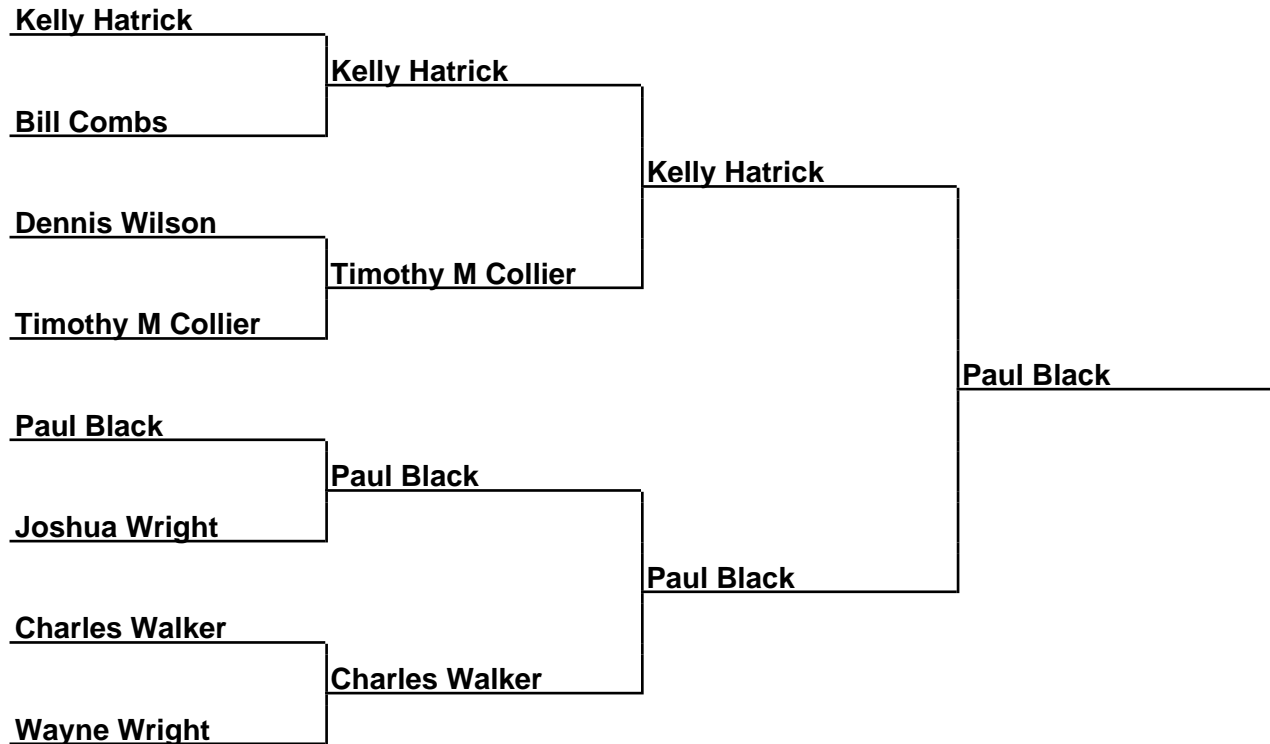 Kelly Hatrick
Kelly Hatrick
Bill Combs
Kelly Hatrick
Dennis Wilson
Timothy M Collier
Timothy M Collier
Paul Black
Paul Black
Paul Black
Joshua Wright
Paul Black
Charles Walker
Charles Walker
Wayne Wright